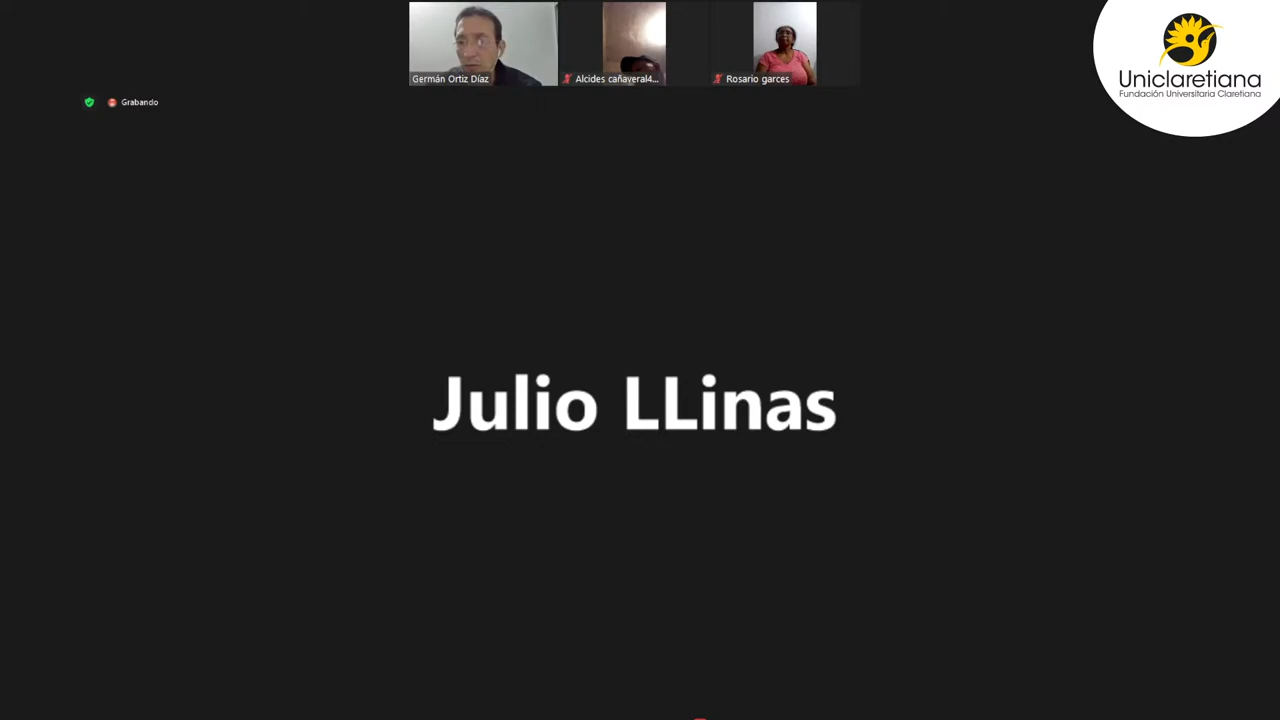 Germán Ortiz Díaz
Alcides cañaveral4...
Rosario garces
Uniclaretiana
Fundación Universitaria Claretiana
Grabando
Julio LLinas